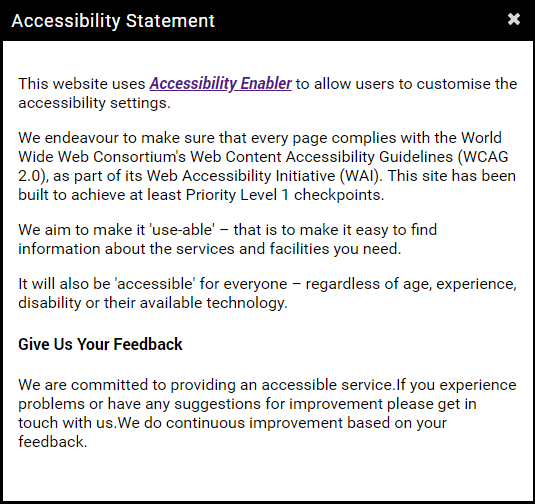 Accessibility Statement
This website uses Accessibility Enabler to allow users to customise the
accessibility settings.
We endeavour to make sure that every page complies with the World
Wide Web Consortium's Web Content Accessibility Guidelines (WCAG
2.0), as part of its Web Accessibility Initiative (WAI). This site has been
built to achieve at least Priority Level 1 checkpoints.
We aim to make it 'use-able' – that is to make it easy to find
information about the services and facilities you need.
It will also be 'accessible' for everyone – regardless of age, experience,
disability or their available technology.
Give Us Your Feedback
We are committed to providing an accessible service.If you experience
problems or have any suggestions for improvement please get in
touch with us.We do continuous improvement based on your
feedback.